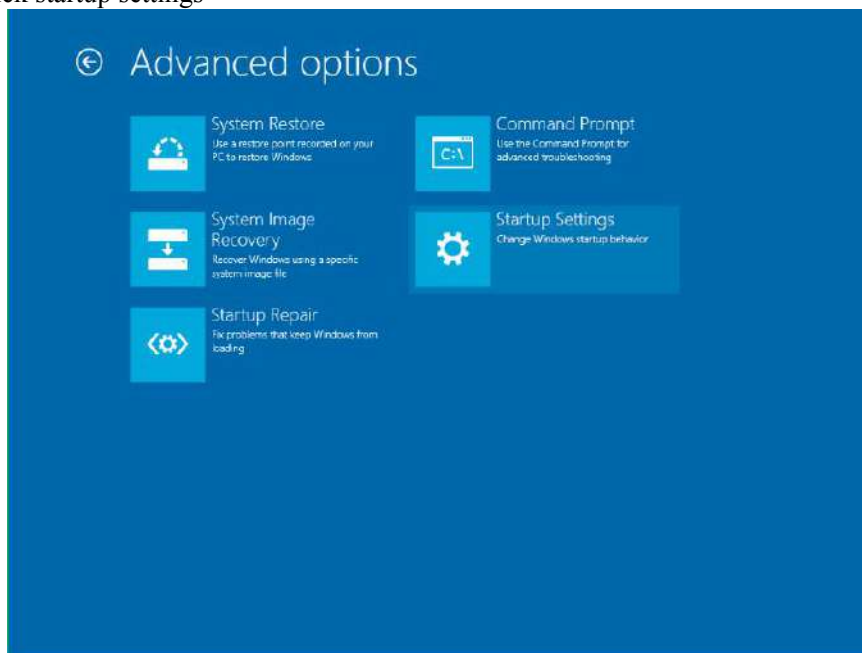 startup settings
Advanced options
System Restore
Use a restore point recorded on your
PC to restore Windows
Command Prompt
Use the Command Prompt for
advanced troubleshooting
C:\
System Image
Recovery
Recover Windows using a specific
system image file
Startup Settings
Change Windows startup behavior
Startup Repair
Fix problems that keep Windows from
loading